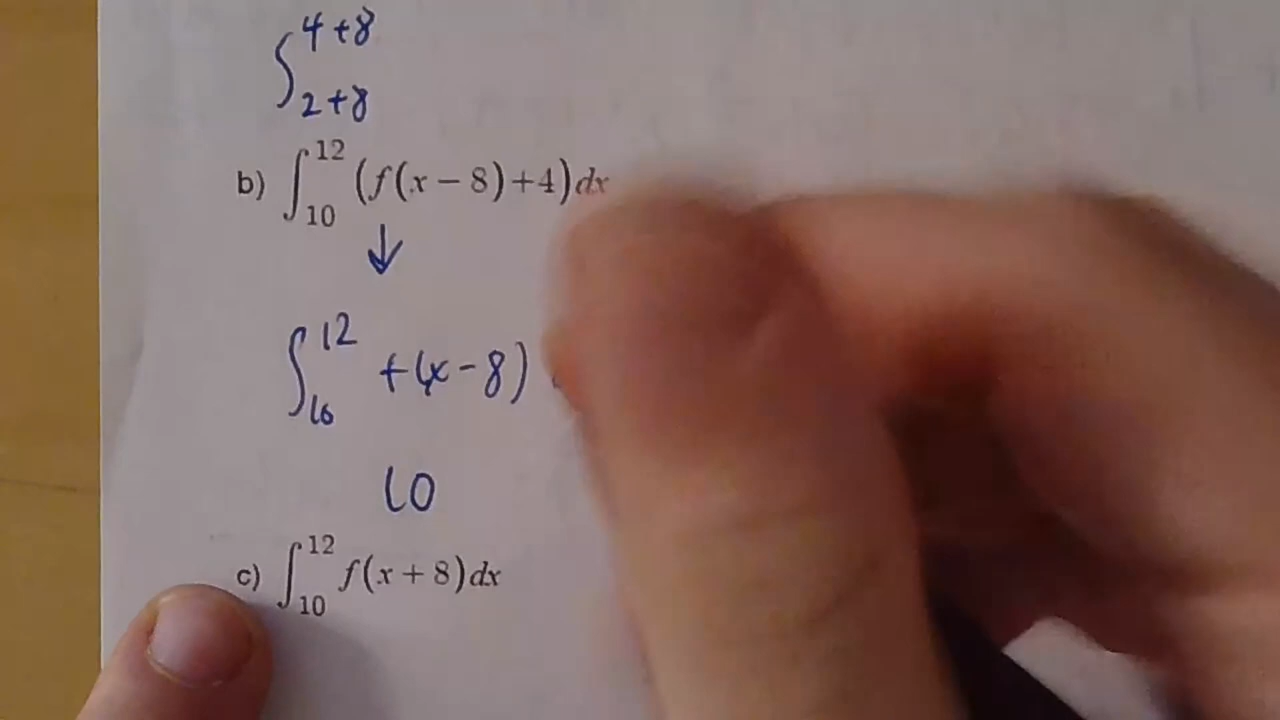 ∫_{2+8}^{4+8}
b) ∫_{10}^{12} (f(x − 8)+4)dx
↓
∫_{10}^{12} f(x-8)
10
c) ∫_{10}^{12} f(x + 8)dx